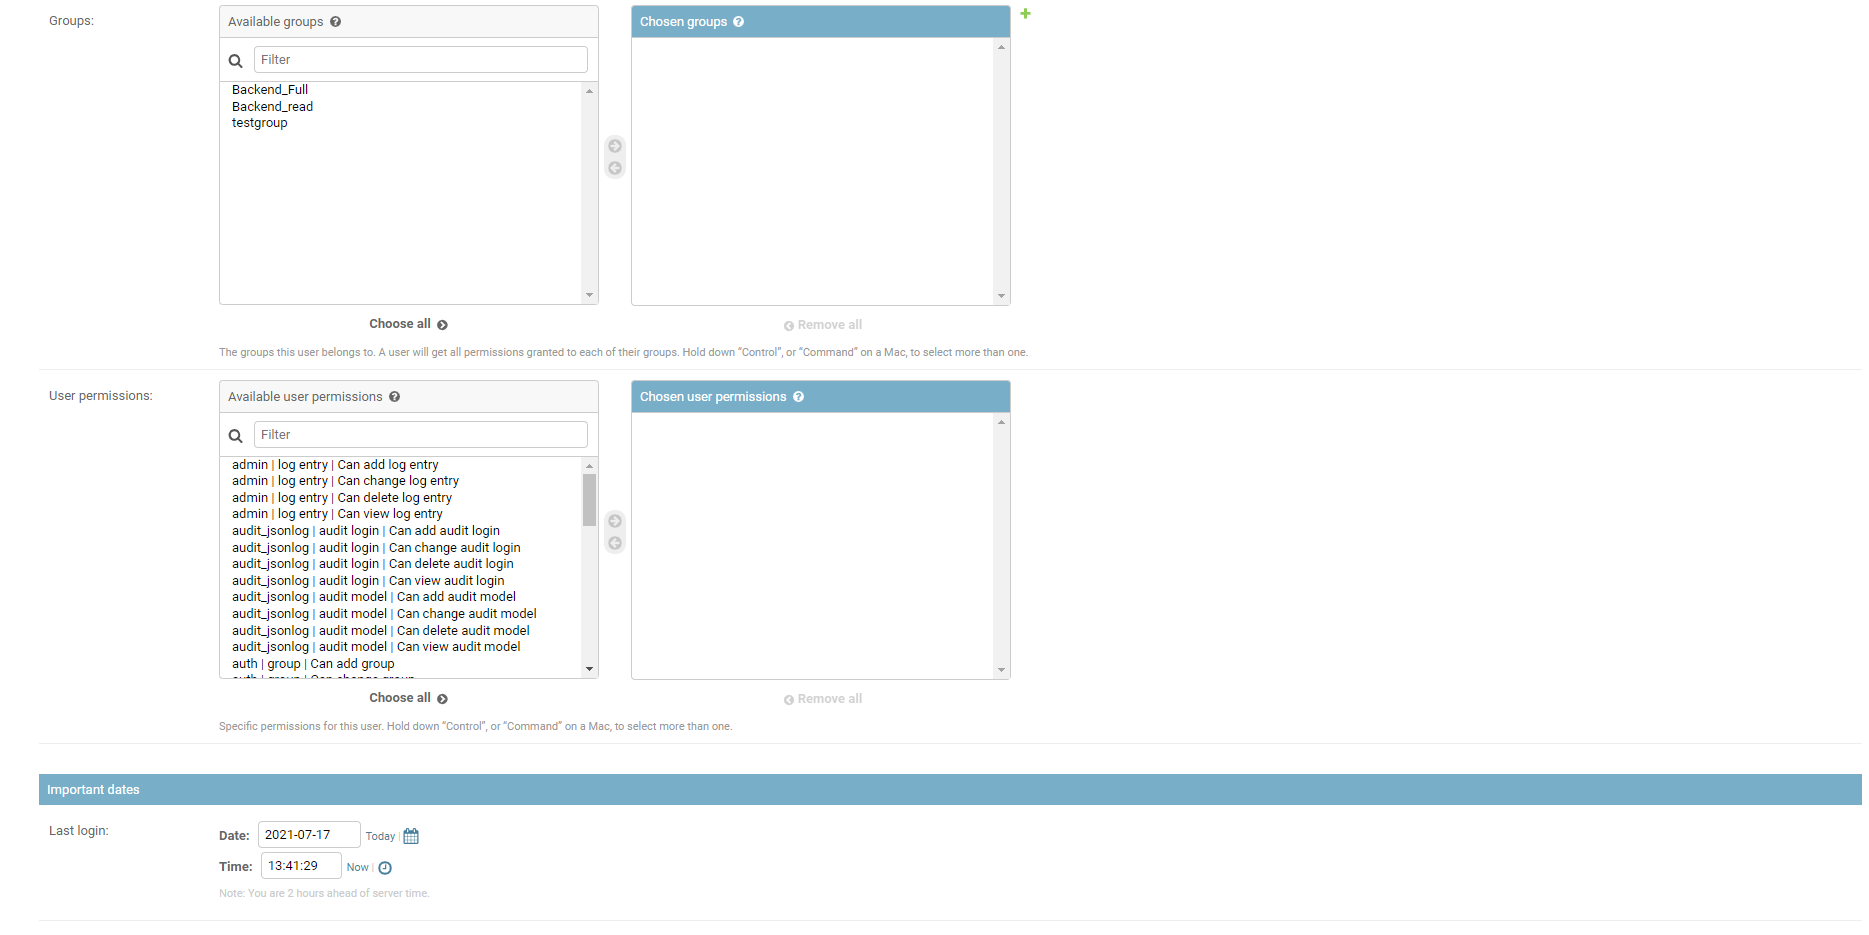 Groups:
Available groups
Chosen groups
Filter
Backend_Full
Backend_read
testgroup
Choose all
Remove all
The groups this user belongs to. A user will get all permissions granted to each of their groups. Hold down “Control”, or “Command” on a Mac, to select more than one.
User permissions:
Available user permissions
Chosen user permissions
Filter
admin | log entry | Can add log entry
admin | log entry | Can change log entry
admin | log entry | Can delete log entry
admin | log entry | Can view log entry
audit_jsonlog | audit login | Can add audit login
audit_jsonlog | audit login | Can change audit login
audit_jsonlog | audit login | Can delete audit login
audit_jsonlog | audit login | Can view audit login
audit_jsonlog | audit model | Can add audit model
audit_jsonlog | audit model | Can change audit model
audit_jsonlog | audit model | Can delete audit model
audit_jsonlog | audit model | Can view audit model
auth | group | Can add group
auth | group | Can change group
Choose all
Remove all
Specific permissions for this user. Hold down “Control”, or “Command” on a Mac, to select more than one.
Important dates
Last login:
Date: 2021-07-17 Today |
Time: 13:41:29 Now |
Note: You are 2 hours ahead of server time.